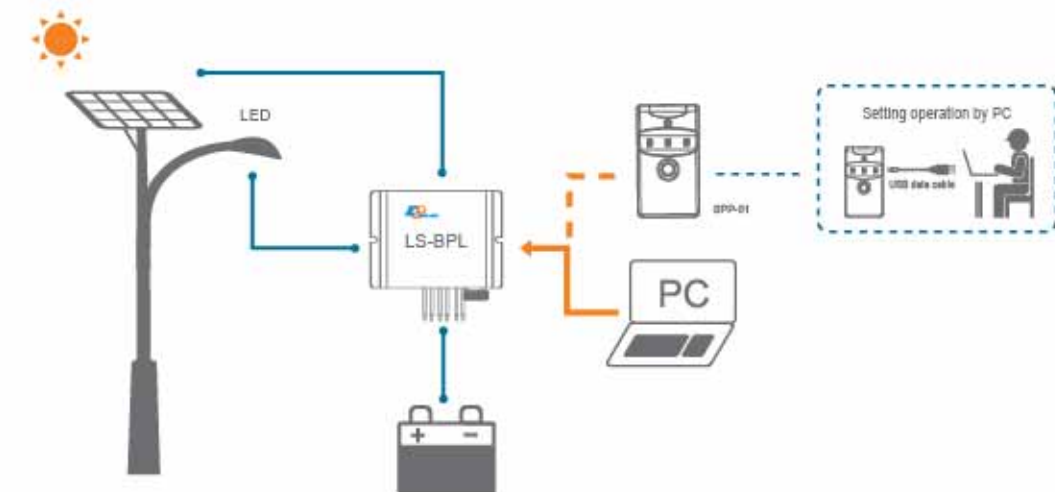 LED
Setting operation by PC
USB data cable
BPP-01
LS-BPL
PC
+ −